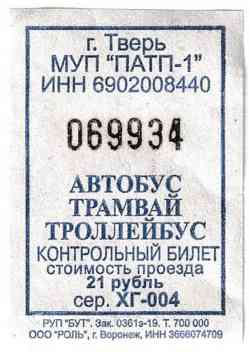 г. Тверь
МУП "ПАТП-1"
ИНН 6902008440
069934
АВТОБУС
ТРАМВАЙ
ТРОЛЛЕЙБУС
КОНТРОЛЬНЫЙ БИЛЕТ
стоимость проезда
21 рубль
сер. ХГ-004
РУП "БУТ". Зак. 0361з-19. Т. 700 000
ООО "РОЛЬ", г. Воронеж, ИНН 3666074709